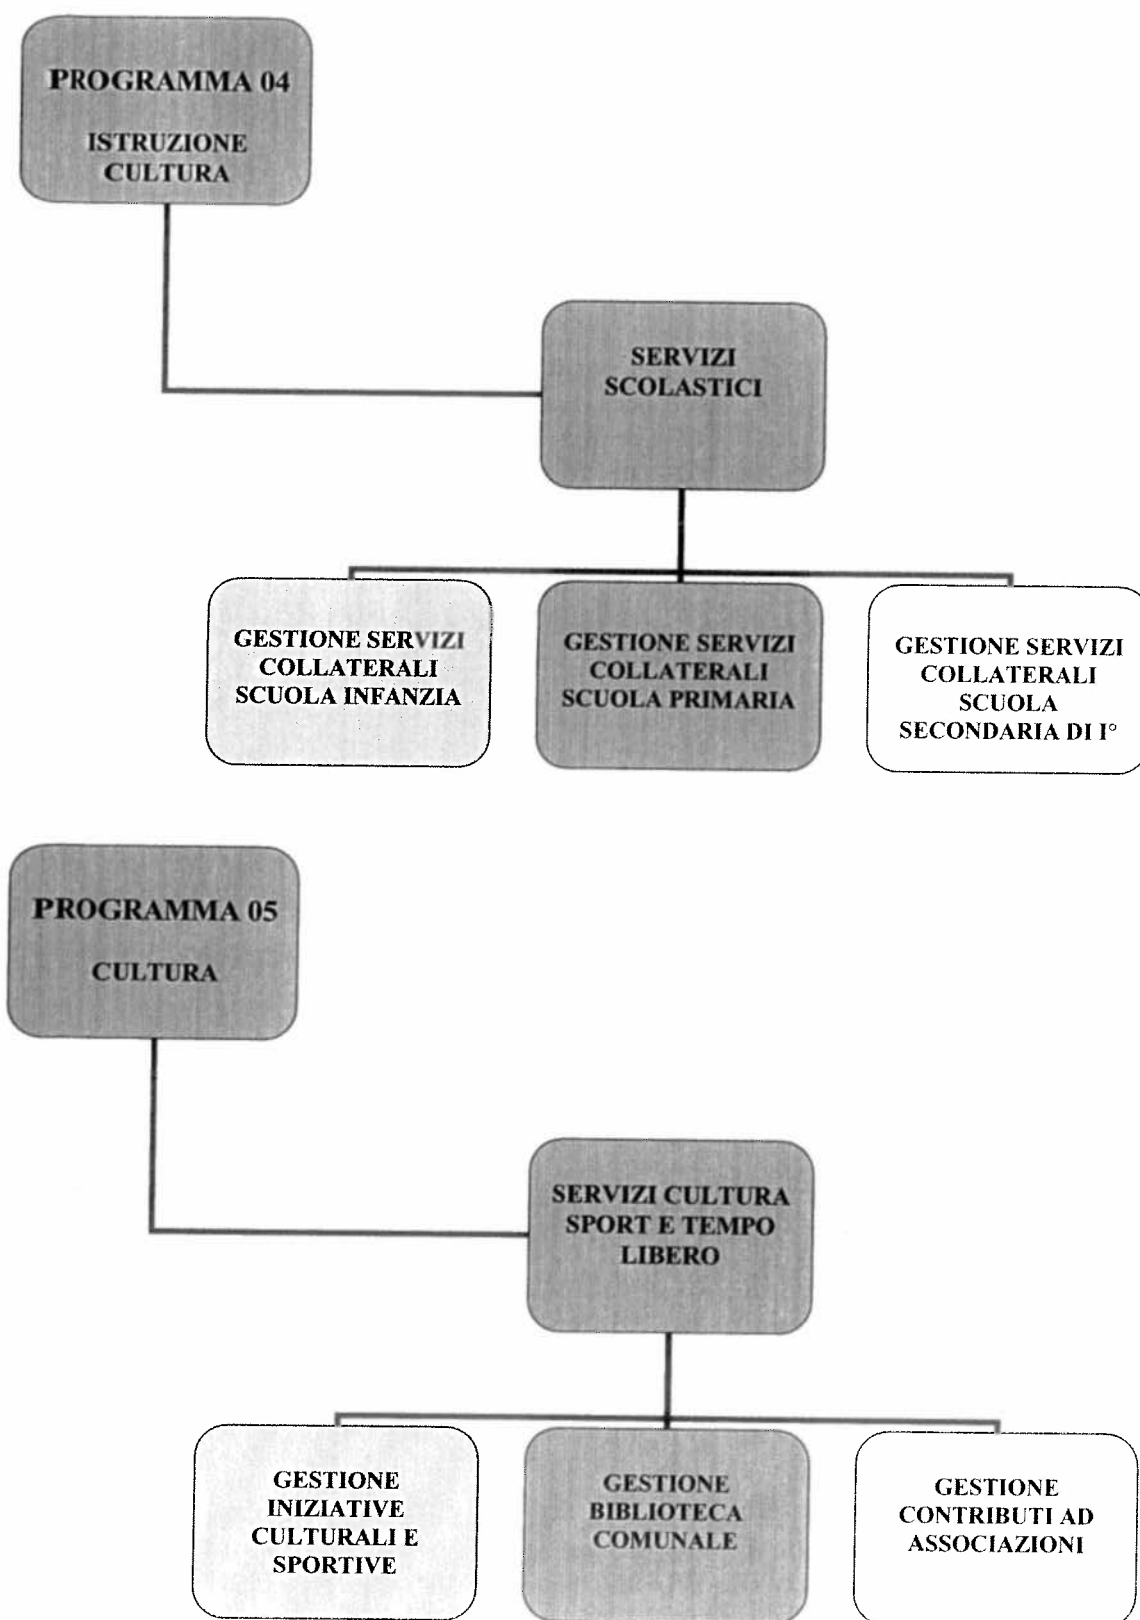 PROGRAMMA 04
ISTRUZIONE
CULTURA
SERVIZI
SCOLASTICI
GESTIONE SERVIZI
COLLATERALI
SCUOLA INFANZIA
GESTIONE SERVIZI
COLLATERALI
SCUOLA PRIMARIA
GESTIONE SERVIZI
COLLATERALI
SCUOLA
SECONDARIA DI I°
PROGRAMMA 05
CULTURA
SERVIZI CULTURA
SPORT E TEMPO
LIBERO
GESTIONE
INIZIATIVE
CULTURALI E
SPORTIVE
GESTIONE
BIBLIOTECA
COMUNALE
GESTIONE
CONTRIBUTI AD
ASSOCIAZIONI